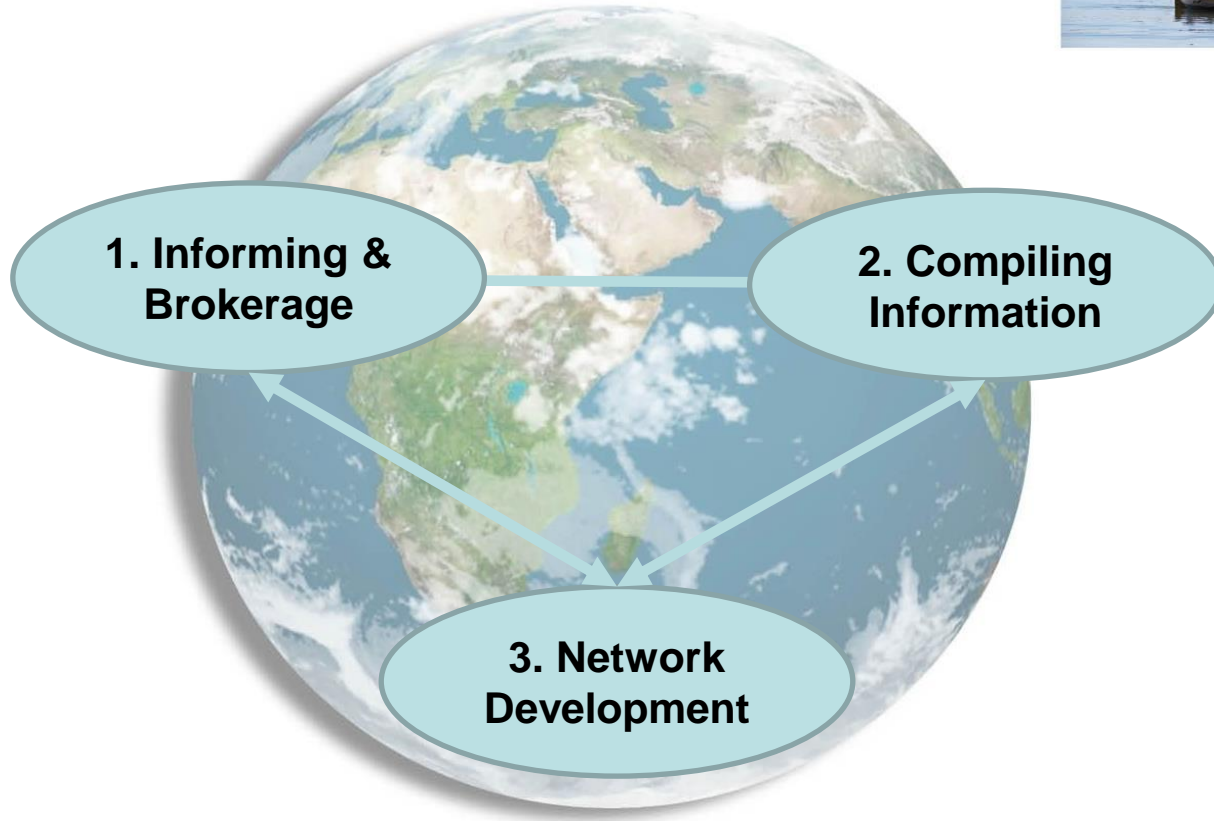 1. Informing &
Brokerage
2. Compiling
Information
3. Network
Development